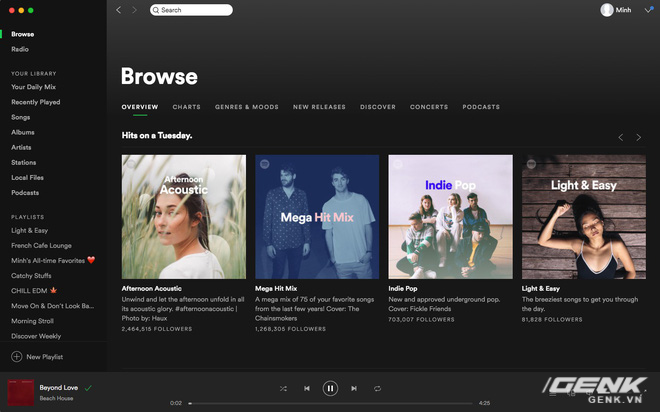 Search
Minh
Browse
Radio
YOUR LIBRARY
Your Daily Mix
Recently Played
Songs
Albums
Artists
Stations
Local Files
Podcasts
PLAYLISTS
Light & Easy
French Cafe Lounge
Minh's All-time Favorites ❤️
Catchy Stuffz
CHILL EDM 🍁
Move On & Don't Look Ba...
Morning Stroll
Discover Weekly
New Playlist
Browse
OVERVIEW CHARTS GENRES & MOODS NEW RELEASES DISCOVER CONCERTS PODCASTS
Hits on a Tuesday.
Afternoon
Acoustic
Afternoon Acoustic
Unwind and let the afternoon unfold in all
its acoustic glory. #afternoonacoustic |
Photo by: Haux
2,464,515 FOLLOWERS
Mega Hit Mix
Mega Hit Mix
A mega mix of 75 of your favorite songs
from the last few years! Cover: The
Chainsmokers
1,268,305 FOLLOWERS
Indie Pop
Indie Pop
New and approved underground pop.
Cover: Fickle Friends
703,007 FOLLOWERS
Light & Easy
Light & Easy
The breeziest songs to get you through
the day.
81,828 FOLLOWERS
Beyond Love
Beach House
0:02
4:25
GENK
GENK.VN